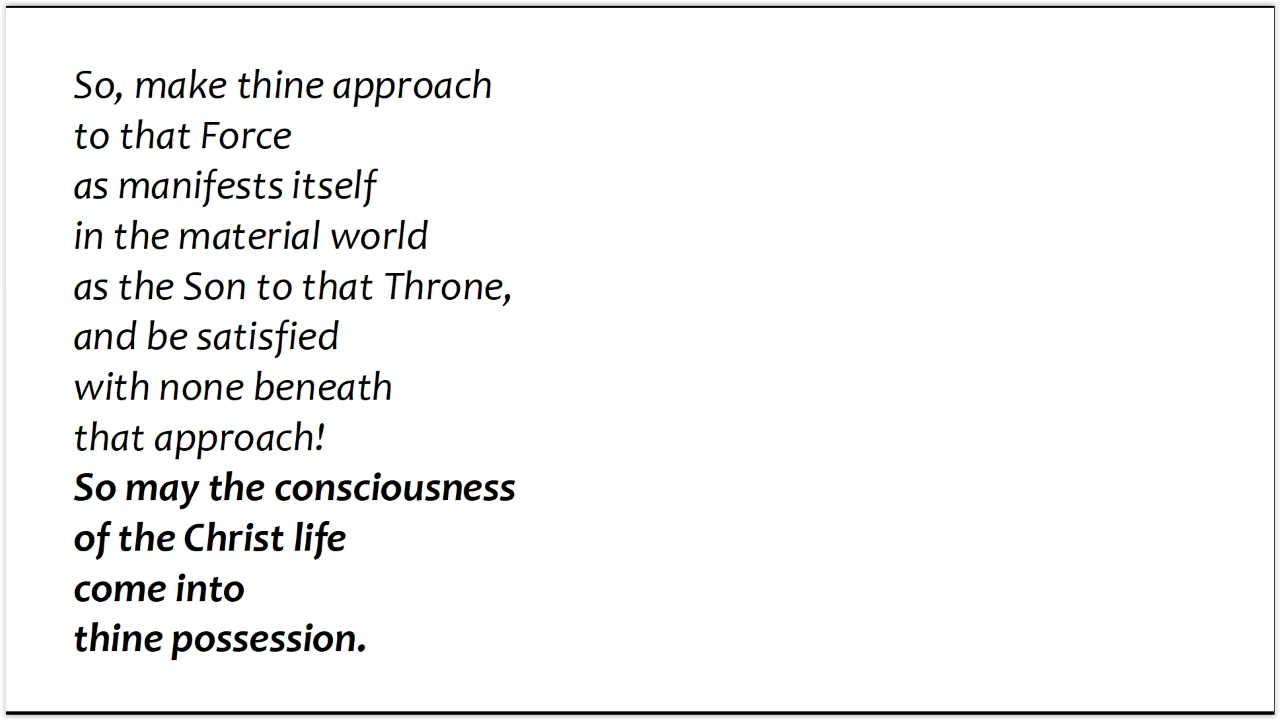 So, make thine approach
to that Force
as manifests itself
in the material world
as the Son to that Throne,
and be satisfied
with none beneath
that approach!
So may the consciousness
of the Christ life
come into
thine possession.